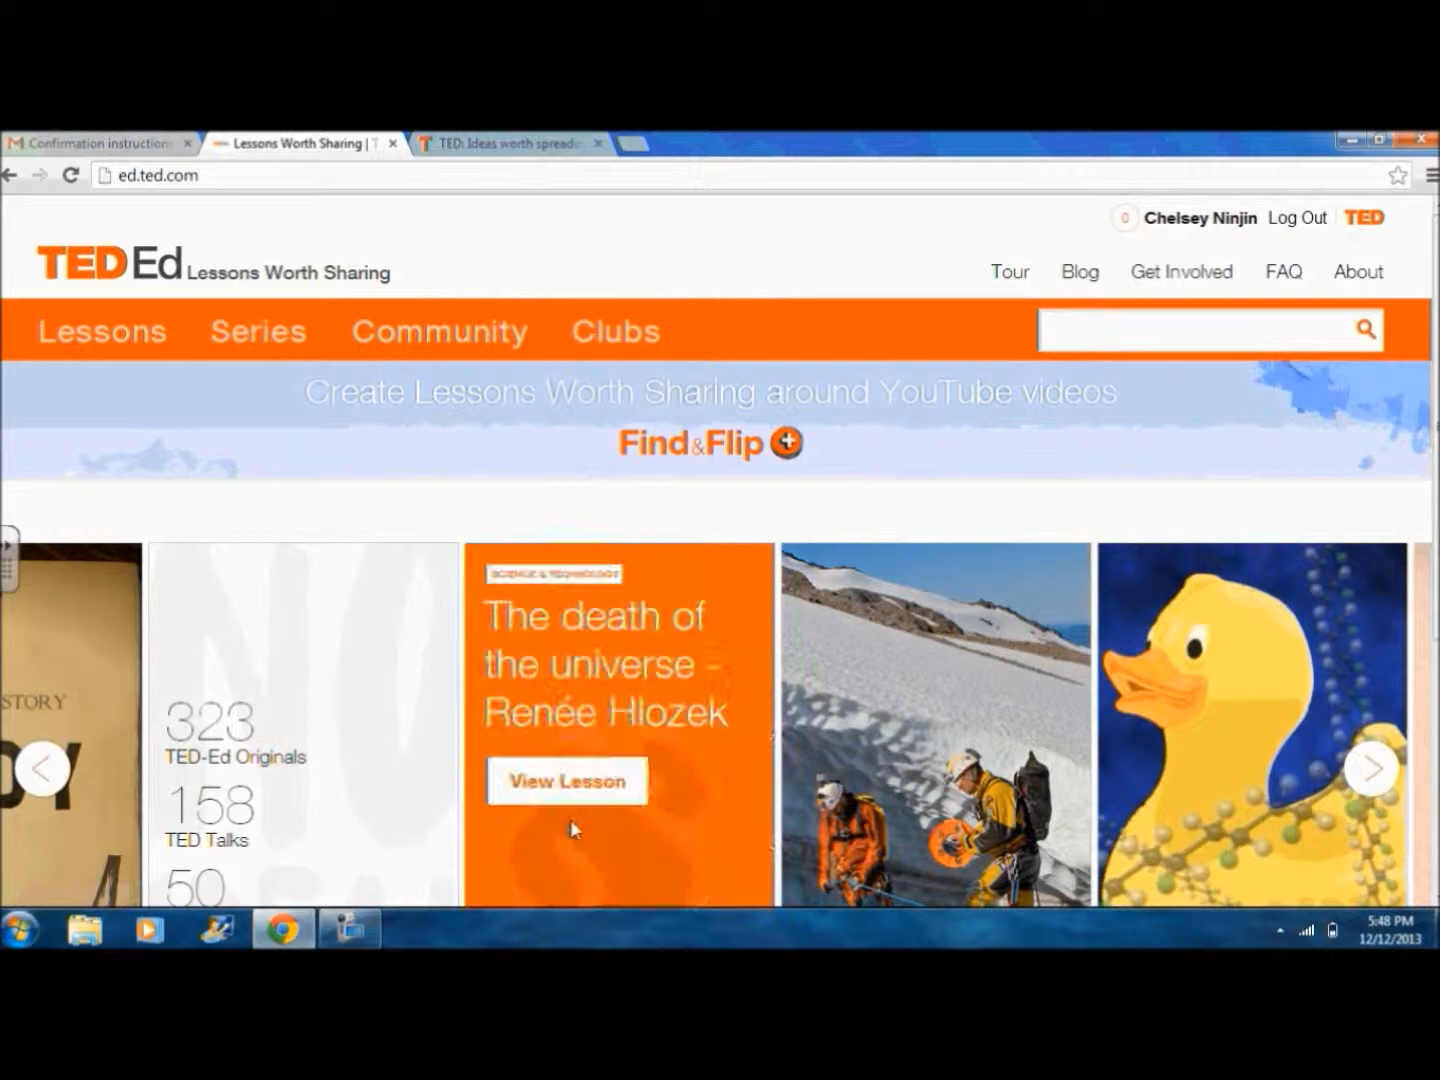 Confirmation instruction
Lessons Worth Sharing | T
TED: Ideas worth spread
ed.ted.com
0 Chelsey Ninjin Log Out TED
TED Ed Lessons Worth Sharing
Tour Blog Get Involved FAQ About
Lessons Series Community Clubs
Create Lessons Worth Sharing around YouTube videos
Find&Flip
SCIENCE & TECHNOLOGY
The death of
the universe -
Renée Hlozek
View Lesson
STORY
323
TED-Ed Originals
158
TED Talks
50
5:48 PM
12/12/2013